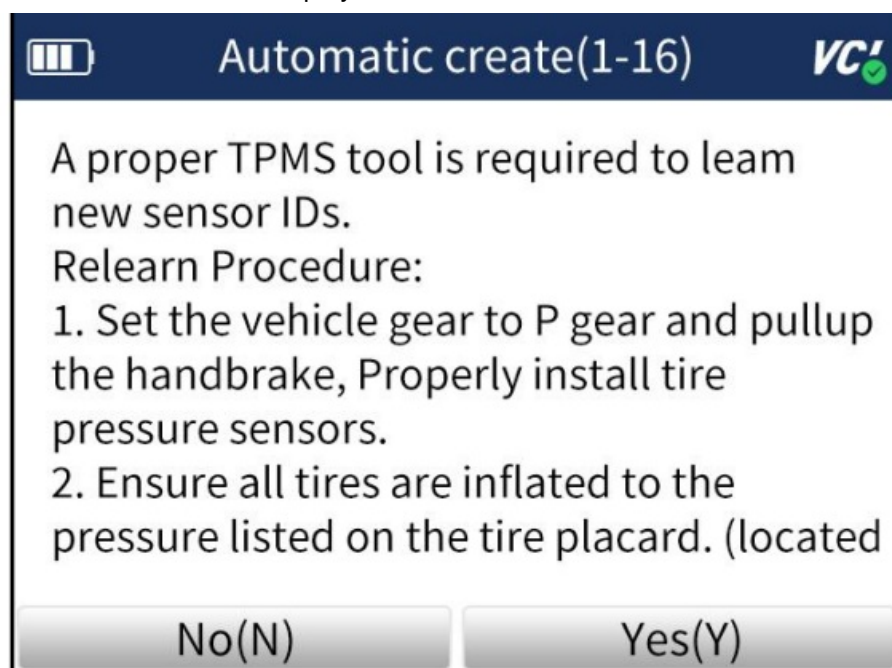 Automatic create(1-16)
VCI
A proper TPMS tool is required to leam
new sensor IDs.
Relearn Procedure:
1. Set the vehicle gear to P gear and pullup
the handbrake, Properly install tire
pressure sensors.
2. Ensure all tires are inflated to the
pressure listed on the tire placard. (located
No(N)
Yes(Y)